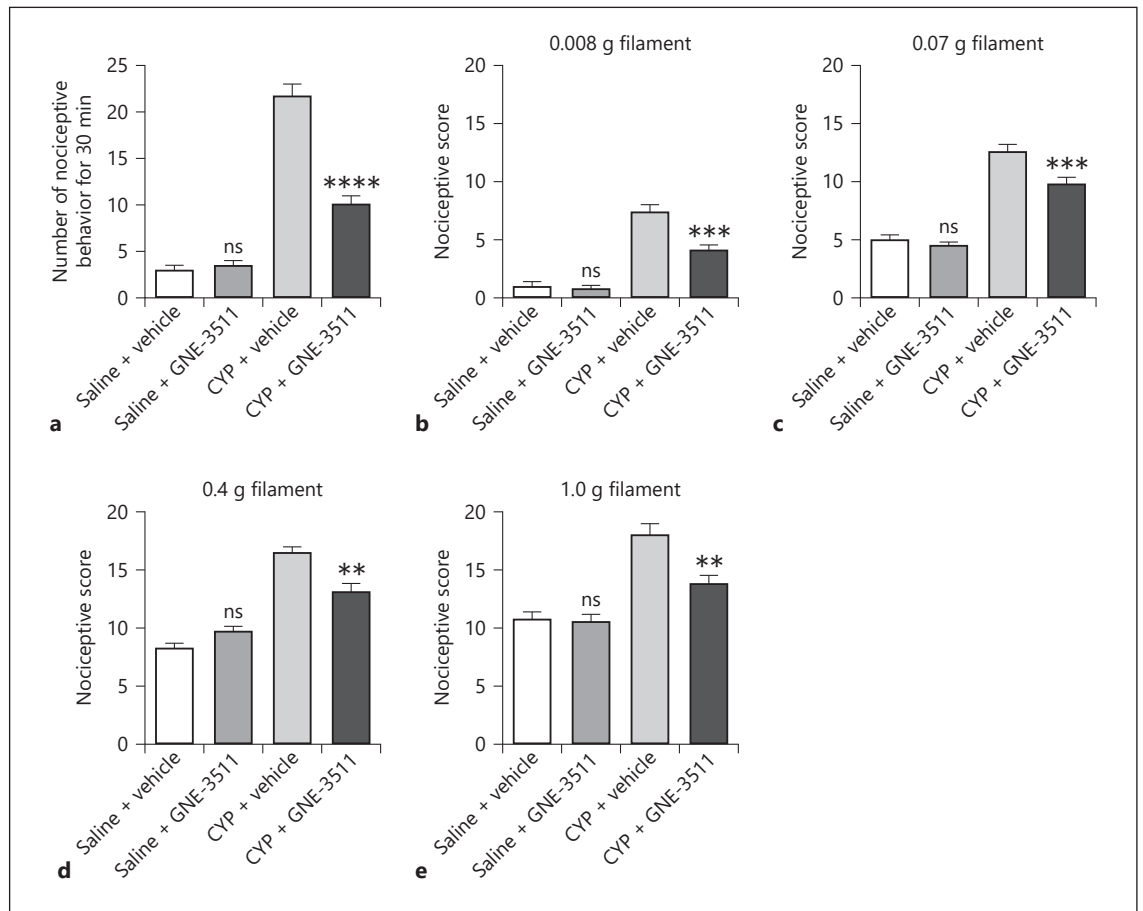 25
20
15
10
5
0
Number of nociceptive
behavior for 30 min
ns
****
Saline + vehicle
Saline + GNE-3511
CYP + vehicle
CYP + GNE-3511
a
0.008 g filament
20
15
10
5
0
Nociceptive score
ns
***
Saline + vehicle
Saline + GNE-3511
CYP + vehicle
CYP + GNE-3511
b
0.07 g filament
20
15
10
5
0
Nociceptive score
ns
***
Saline + vehicle
Saline + GNE-3511
CYP + vehicle
CYP + GNE-3511
c
0.4 g filament
20
15
10
5
0
Nociceptive score
ns
**
Saline + vehicle
Saline + GNE-3511
CYP + vehicle
CYP + GNE-3511
d
1.0 g filament
20
15
10
5
0
Nociceptive score
ns
**
Saline + vehicle
Saline + GNE-3511
CYP + vehicle
CYP + GNE-3511
e